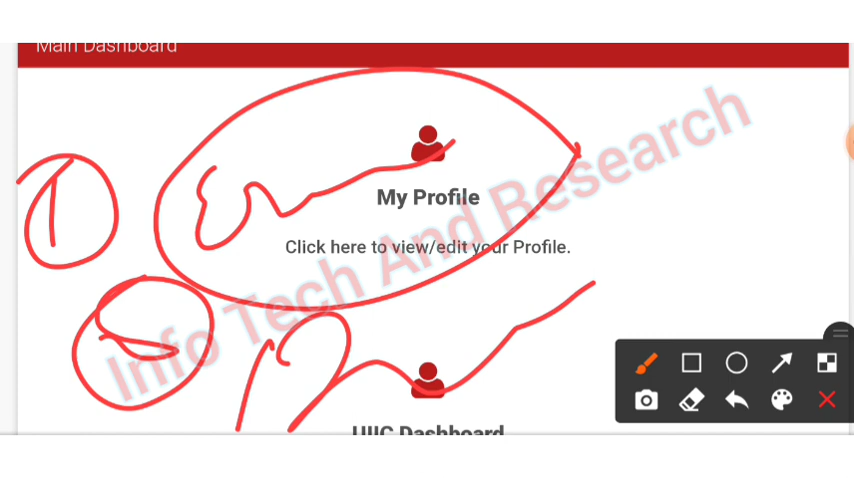 Main Dashboard
My Profile
Click here to view/edit your Profile.
Info Tech And Research
UIIC Dashboard